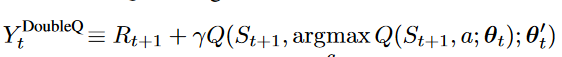 Y_t^{DoubleQ} ≡ R_{t+1} + γQ(S_{t+1}, argmax Q(S_{t+1}, a; θ_t); θ'_t)